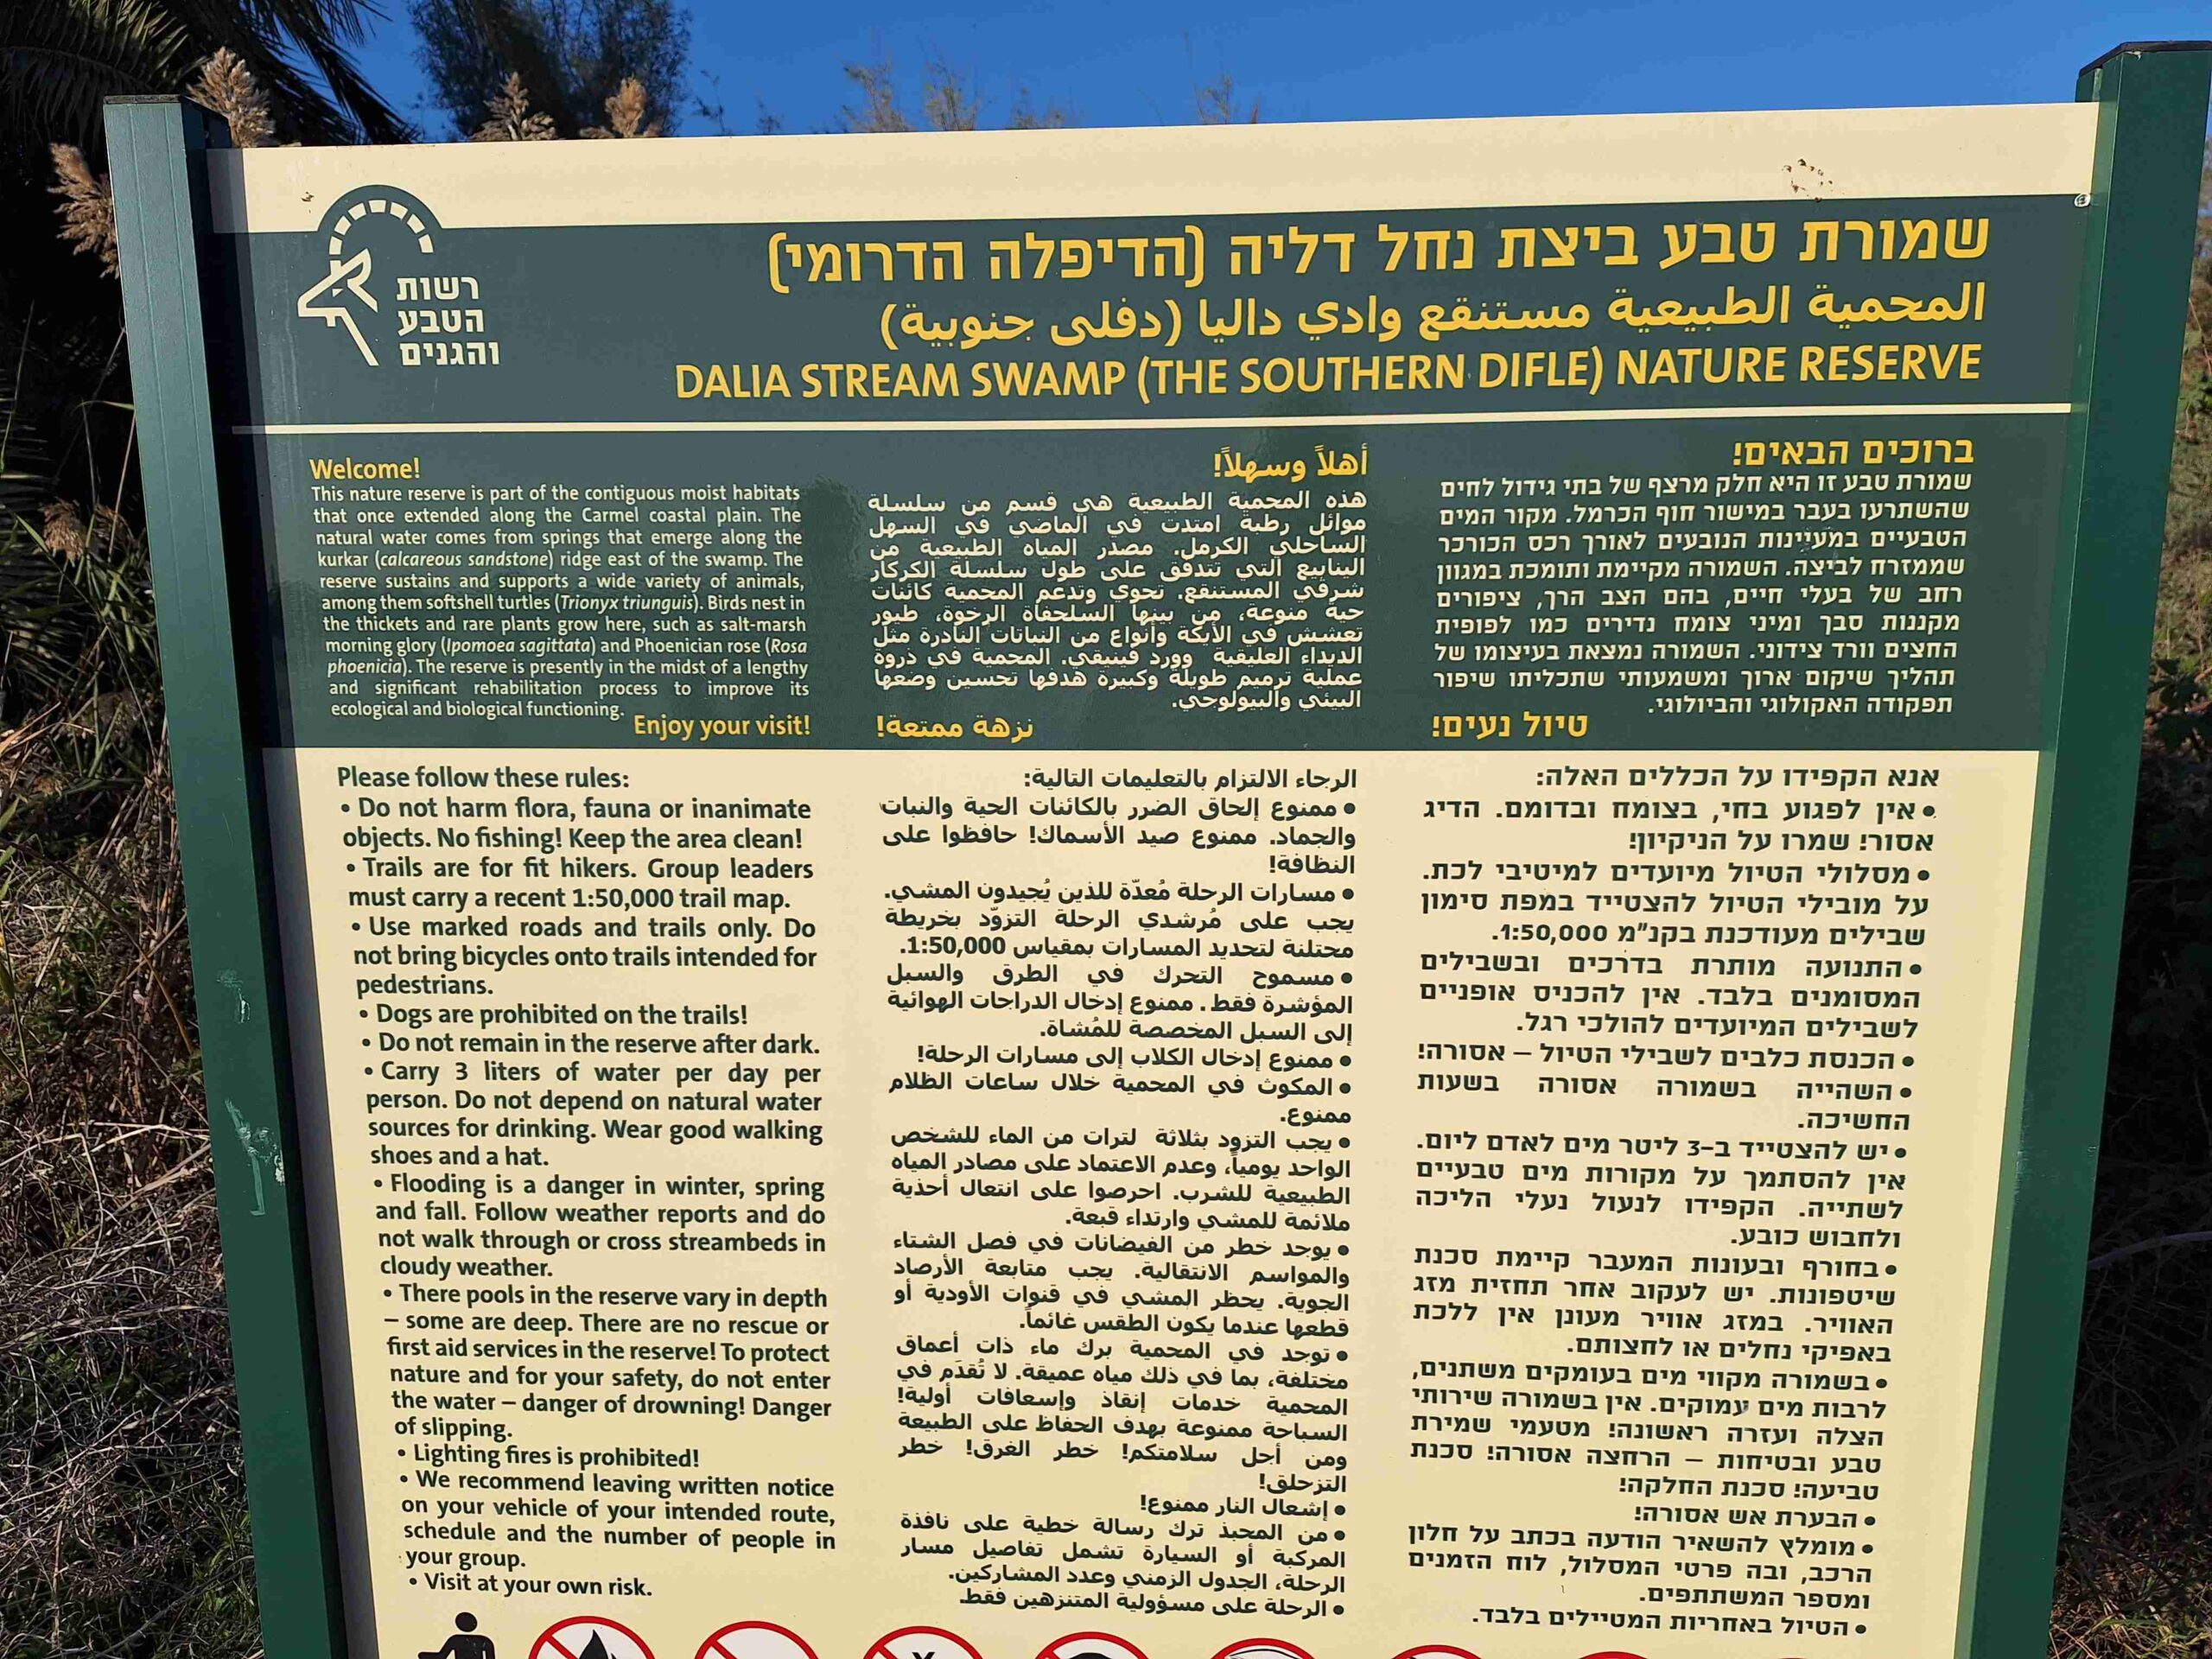 רשות
הטבע
והגנים
שמורת טבע ביצת נחל דליה (הדיפלה הדרומי)
المحمية الطبيعية مستنقع وادي داليا (دفلى جنوبية)
DALIA STREAM SWAMP (THE SOUTHERN DIFLE) NATURE RESERVE
ברוכים הבאים!
שמורת טבע זו היא חלק מרצף של בתי גידול לחים
שהשתרעו בעבר במישור חוף הכרמל. מקור המים
הטבעיים במעיינות הנובעים לאורך רכס הכורכר
שממזרח לביצה. השמורה מקיימת ותומכת במגוון
רחב של בעלי חיים, בהם הצב הרך, ציפורים
מקננות סבך ומיני צומח נדירים כמו לפופית
החצים וורד צידוני. השמורה נמצאת בעיצומו של
תהליך שיקום ארוך ומשמעותי שתכליתו שיפור
תפקודה האקולוגי והביולוגי.
טיול נעים!
أهلاً وسهلاً!
هذه المحمية الطبيعية هي قسم من سلسلة
موائل رطبة امتدت في الماضي في السهل
الساحلي الكرمل. مصدر المياه الطبيعية من
الينابيع التي تتدفق على طول سلسلة الكركار
شرقي المستنقع. تحوي وتدعم المحمية كائنات
حية منوعة، من بينها السلحفاة الرخوة، طيور
تعشش في الأيكة وأنواع من النباتات النادرة مثل
الديداء العليقية وورد فينيقي. المحمية في ذروة
عملية ترميم طويلة وكبيرة هدفها تحسين وضعها
البيئي والبيولوجي.
نزهة ممتعة!
Welcome!
This nature reserve is part of the contiguous moist habitats
that once extended along the Carmel coastal plain. The
natural water comes from springs that emerge along the
kurkar (calcareous sandstone) ridge east of the swamp. The
reserve sustains and supports a wide variety of animals,
among them softshell turtles (Trionyx triunguis). Birds nest in
the thickets and rare plants grow here, such as salt-marsh
morning glory (Ipomoea sagittata) and Phoenician rose (Rosa
phoenicia). The reserve is presently in the midst of a lengthy
and significant rehabilitation process to improve its
ecological and biological functioning.
Enjoy your visit!
אנא הקפידו על הכללים האלה:
• אין לפגוע בחי, בצומח ובדומם. הדיג
אסור! שמרו על הניקיון!
• מסלולי הטיול מיועדים למיטיבי לכת.
על מובילי הטיול להצטייד במפת סימון
שבילים מעודכנת בקנ"מ 1:50,000.
• התנועה מותרת בדרכים ובשבילים
המסומנים בלבד. אין להכניס אופניים
לשבילים המיועדים להולכי רגל.
• הכנסת כלבים לשבילי הטיול – אסורה!
• השהייה בשמורה אסורה בשעות
החשיכה.
• יש להצטייד ב-3 ליטר מים לאדם ליום.
אין להסתמך על מקורות מים טבעיים
לשתייה. הקפידו לנעול נעלי הליכה
ולחבוש כובע.
• בחורף ובעונות המעבר קיימת סכנת
שיטפונות. יש לעקוב אחר תחזית מזג
האוויר. במזג אוויר מעונן אין ללכת
באפיקי נחלים או לחצותם.
• בשמורה מקווי מים בעומקים משתנים,
לרבות מים עמוקים. אין בשמורה שירותי
הצלה ועזרה ראשונה! מטעמי שמירת
טבע ובטיחות – הרחצה אסורה! סכנת
טביעה! סכנת החלקה!
• הבערת אש אסורה!
• מומלץ להשאיר הודעה בכתב על חלון
הרכב, ובה פרטי המסלול, לוח הזמנים
ומספר המשתתפים.
• הטיול באחריות המטיילים בלבד.
الرجاء الالتزام بالتعليمات التالية:
• ممنوع إلحاق الضرر بالكائنات الحية والنبات
والجماد. ممنوع صيد الأسماك! حافظوا على
النظافة!
• مسارات الرحلة مُعدّة للذين يُجيدون المشي.
يجب على مُرشدي الرحلة التزوّد بخريطة
محتلنة لتحديد المسارات بمقياس 1:50,000.
• مسموح التحرك في الطرق والسبل
المؤشرة فقط. ممنوع إدخال الدراجات الهوائية
إلى السبل المخصصة للمُشاة.
• ممنوع إدخال الكلاب إلى مسارات الرحلة!
• المكوث في المحمية خلال ساعات الظلام
ممنوع.
• يجب التزود بثلاثة لترات من الماء للشخص
الواحد يومياً، وعدم الاعتماد على مصادر المياه
الطبيعية للشرب. احرصوا على انتعال أحذية
ملائمة للمشي وارتداء قبعة.
• يوجد خطر من الفيضانات في فصل الشتاء
والمواسم الانتقالية. يجب متابعة الأرصاد
الجوية. يحظر المشي في قنوات الأودية أو
قطعها عندما يكون الطقس غائماً.
• توجد في المحمية برك ماء ذات أعماق
مختلفة، بما في ذلك مياه عميقة. لا تُقدَم في
المحمية خدمات إنقاذ وإسعافات أولية!
السباحة ممنوعة بهدف الحفاظ على الطبيعة
ومن أجل سلامتكم! خطر الغرق! خطر
التزحلق!
• إشعال النار ممنوع!
• من المحبذ ترك رسالة خطية على نافذة
المركبة أو السيارة تشمل تفاصيل مسار
الرحلة، الجدول الزمني وعدد المشاركين.
• الرحلة على مسؤولية المتنزهين فقط.
Please follow these rules:
• Do not harm flora, fauna or inanimate
objects. No fishing! Keep the area clean!
• Trails are for fit hikers. Group leaders
must carry a recent 1:50,000 trail map.
• Use marked roads and trails only. Do
not bring bicycles onto trails intended for
pedestrians.
• Dogs are prohibited on the trails!
• Do not remain in the reserve after dark.
• Carry 3 liters of water per day per
person. Do not depend on natural water
sources for drinking. Wear good walking
shoes and a hat.
• Flooding is a danger in winter, spring
and fall. Follow weather reports and do
not walk through or cross streambeds in
cloudy weather.
• There pools in the reserve vary in depth
– some are deep. There are no rescue or
first aid services in the reserve! To protect
nature and for your safety, do not enter
the water – danger of drowning! Danger
of slipping.
• Lighting fires is prohibited!
• We recommend leaving written notice
on your vehicle of your intended route,
schedule and the number of people in
your group.
• Visit at your own risk.